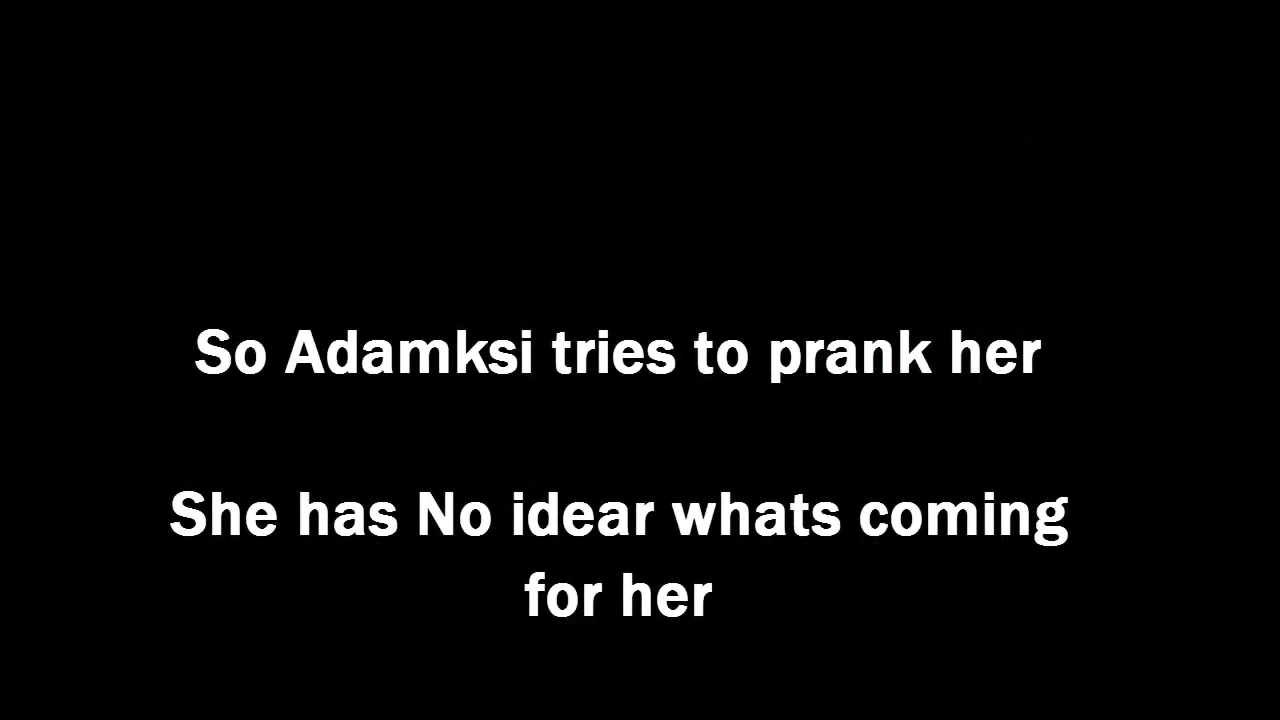 So Adamksi tries to prank her
She has No idear whats coming
for her